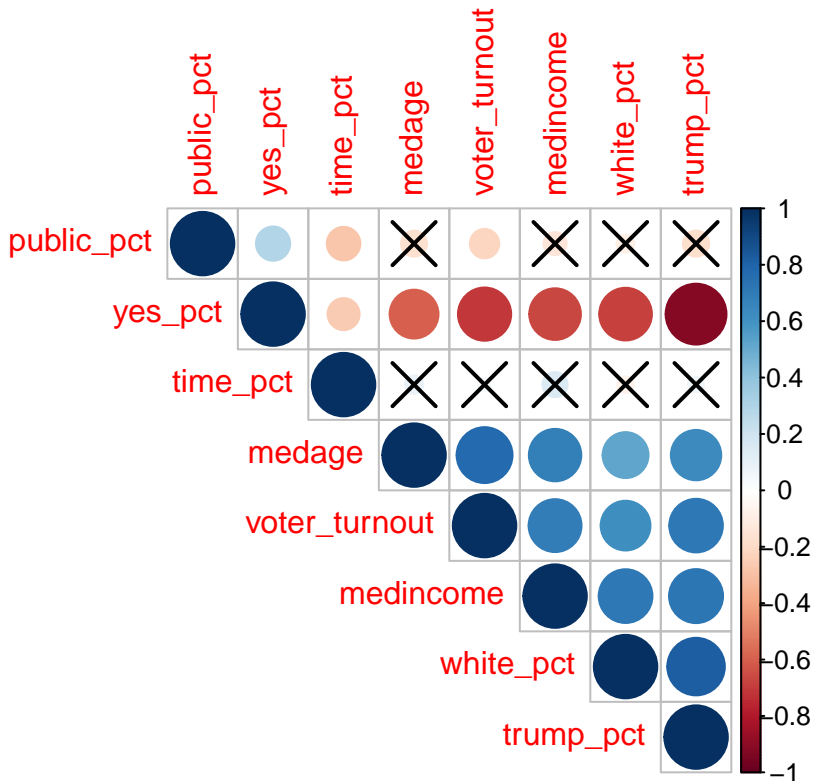 public_pct
yes_pct
time_pct
medage
voter_turnout
medincome
white_pct
trump_pct
public_pct
yes_pct
time_pct
medage
voter_turnout
medincome
white_pct
trump_pct
1
0.8
0.6
0.4
0.2
0
−0.2
−0.4
−0.6
−0.8
−1